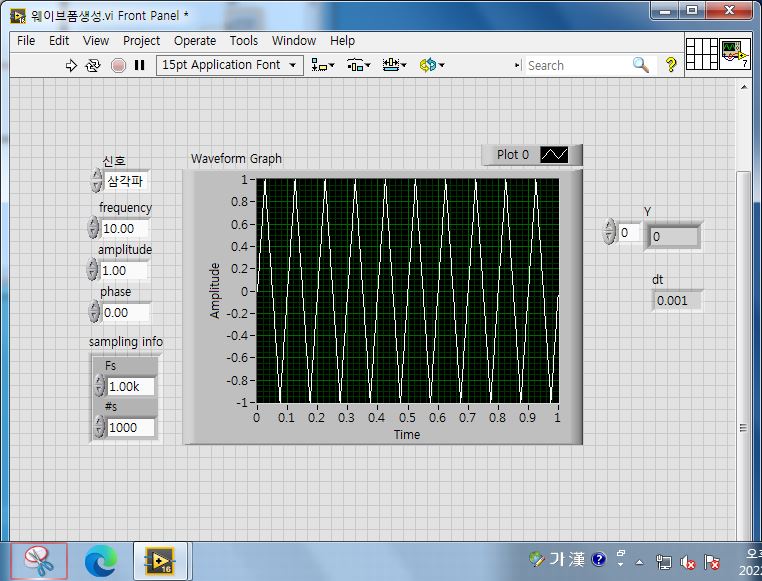 웨이브폼생성.vi Front Panel *
File Edit View Project Operate Tools Window Help
15pt Application Font
Search
?
7
신호
삼각파
frequency
10.00
amplitude
1.00
phase
0.00
sampling info
Fs
1.00k
#s
1000
Waveform Graph
Plot 0
Amplitude
1
0.8
0.6
0.4
0.2
0
-0.2
-0.4
-0.6
-0.8
-1
0 0.1 0.2 0.3 0.4 0.5 0.6 0.7 0.8 0.9 1
Time
Y
0
0
dt
0.001
16
가 漢 ?
오
202